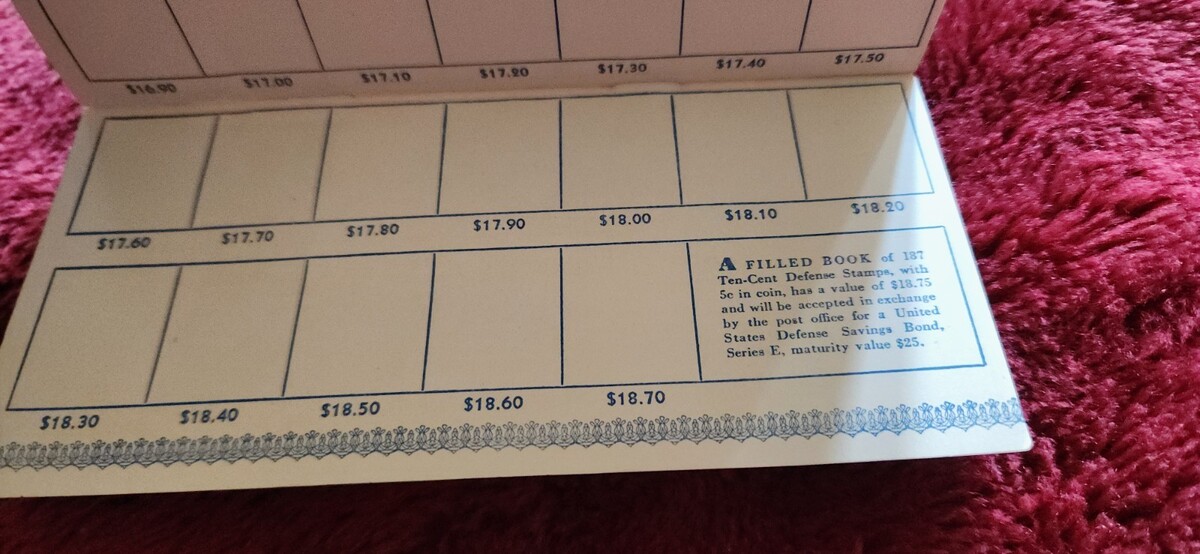 $16.90 $17.00 $17.10 $17.20 $17.30 $17.40 $17.50
$17.60 $17.70 $17.80 $17.90 $18.00 $18.10 $18.20
A FILLED BOOK of 187
Ten-Cent Defense Stamps, with
5c in coin, has a value of $18.75
and will be accepted in exchange
by the post office for a United
States Defense Savings Bond,
Series E, maturity value $25.
$18.30 $18.40 $18.50 $18.60 $18.70